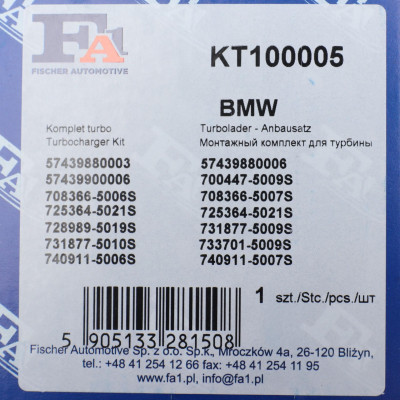 FA1
KT100005
FISCHER AUTOMOTIVE
BMW
Komplet turbo
Turbocharger Kit
Turbolader - Anbausatz
Монтажный комплект для турбины
57439880003 57439880006
57439900006 700447-5009S
708366-5006S 708366-5007S
725364-5021S 725364-5021S
728989-5019S 731877-5009S
731877-5010S 733701-5009S
740911-5006S 740911-5007S
1 szt./Stc./pcs./шт
5 905133 281508
Fischer Automotive Sp. z o.o. Sp.k., Mroczków 4a, 26-120 Bliżyn,
tel.: +48 41 254 12 66 fax.: +48 41 254 11 95
www.fa1.pl, info@fa1.pl